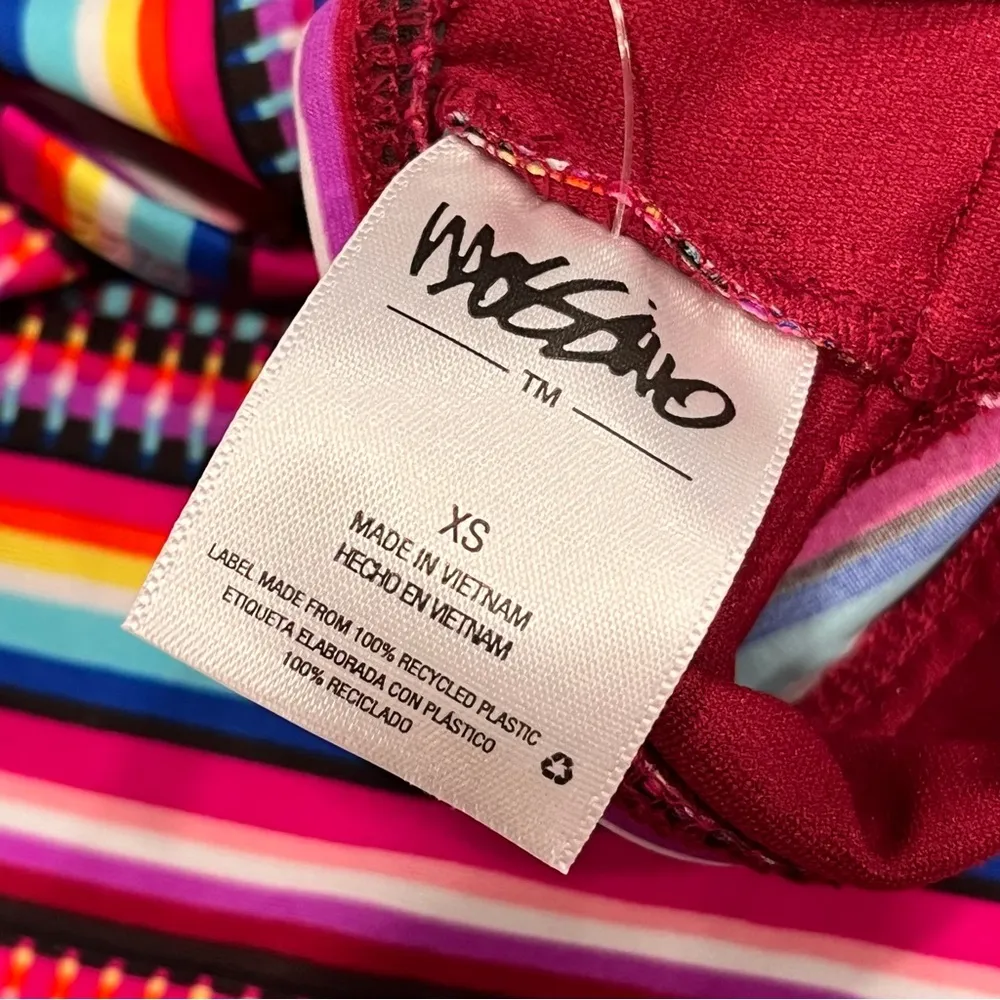 MOSSIMO
TM
XS
MADE IN VIETNAM
HECHO EN VIETNAM
LABEL MADE FROM 100% RECYCLED PLASTIC
ETIQUETA ELABORADA CON PLÁSTICO
100% RECICLADO